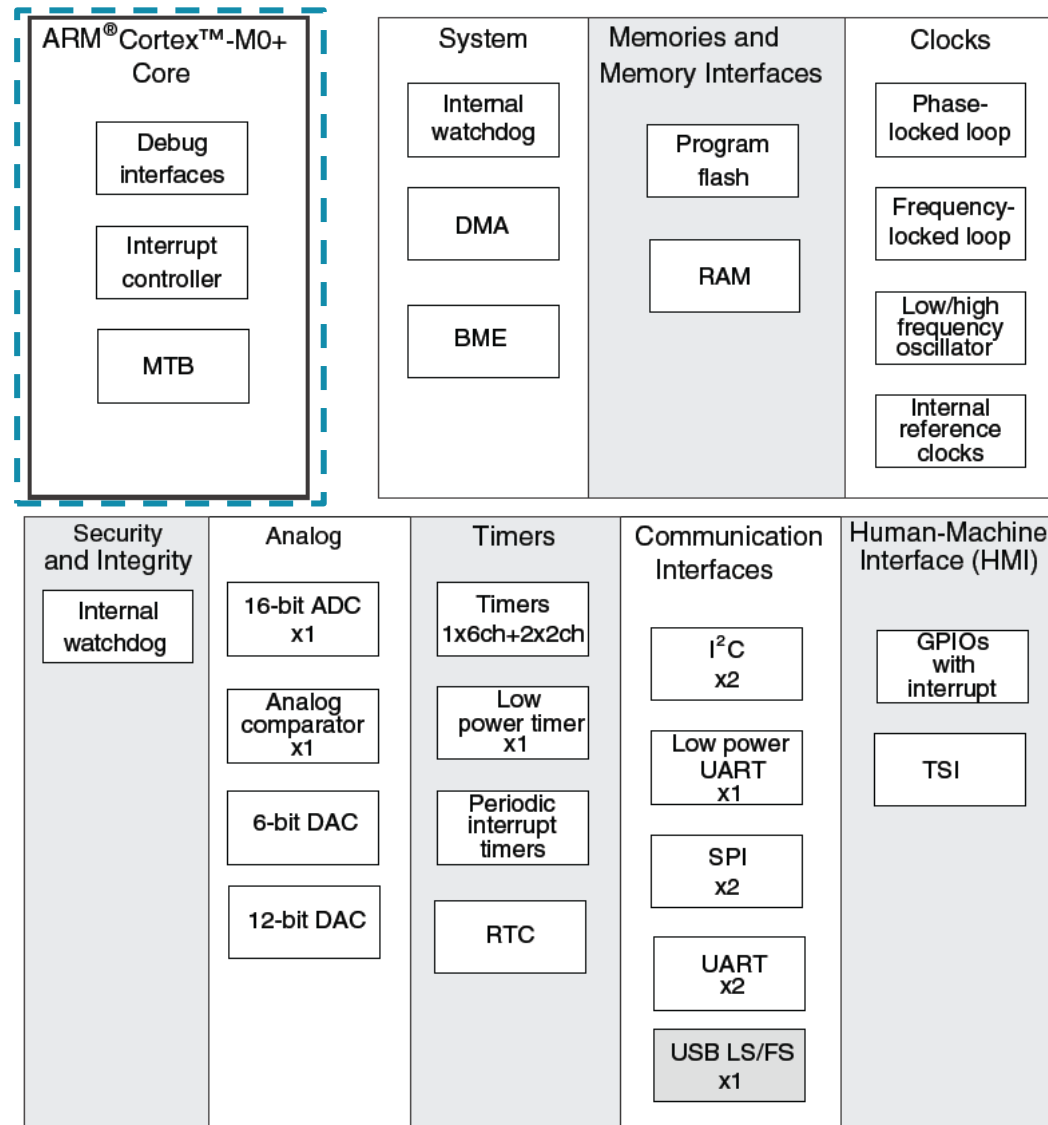 ARM®Cortex™-M0+
Core
Debug
interfaces
Interrupt
controller
MTB
System
Internal
watchdog
DMA
BME
Memories and
Memory Interfaces
Program
flash
RAM
Clocks
Phase-
locked loop
Frequency-
locked loop
Low/high
frequency
oscillator
Internal
reference
clocks
Security
and Integrity
Internal
watchdog
Analog
16-bit ADC
x1
Analog
comparator
x1
6-bit DAC
12-bit DAC
Timers
Timers
1x6ch+2x2ch
Low
power timer
x1
Periodic
interrupt
timers
RTC
Communication
Interfaces
I²C
x2
Low power
UART
x1
SPI
x2
UART
x2
USB LS/FS
x1
Human-Machine
Interface (HMI)
GPIOs
with
interrupt
TSI